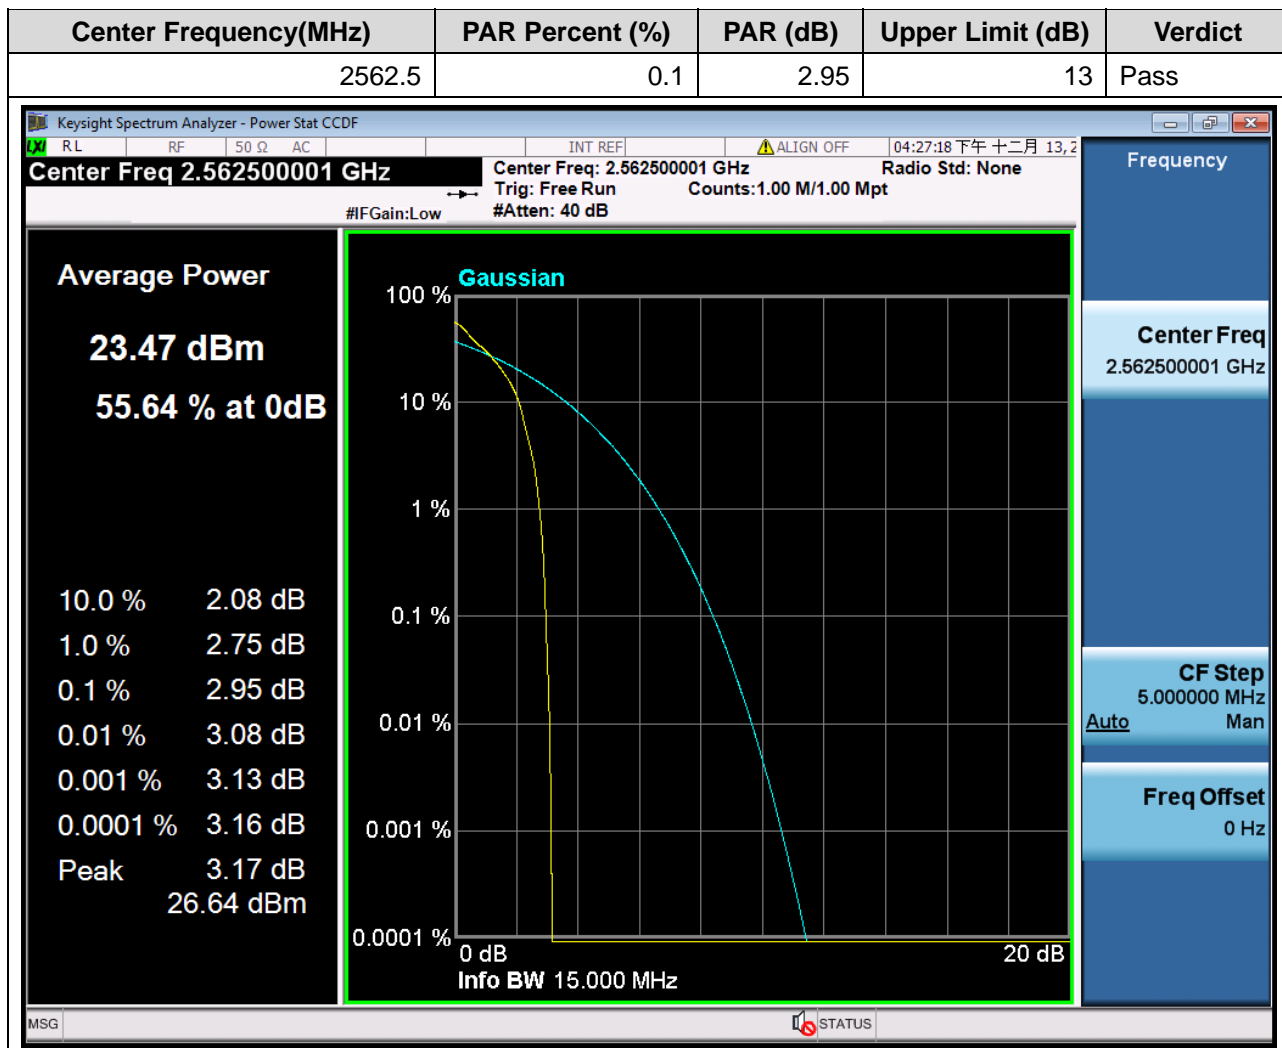 Center Frequency(MHz) PAR Percent (%) PAR (dB) Upper Limit (dB) Verdict
2562.5 0.1 2.95 13 Pass
Keysight Spectrum Analyzer - Power Stat CCDF
LXI RL RF 50 Ω AC INT REF ALIGN OFF 04:27:18 下午 十二月 13, 2
Center Freq 2.562500001 GHz
Center Freq: 2.562500001 GHz Radio Std: None
Trig: Free Run Counts:1.00 M/1.00 Mpt
#IFGain:Low #Atten: 40 dB
Average Power
23.47 dBm
55.64 % at 0dB
10.0 % 2.08 dB
1.0 % 2.75 dB
0.1 % 2.95 dB
0.01 % 3.08 dB
0.001 % 3.13 dB
0.0001 % 3.16 dB
Peak 3.17 dB
26.64 dBm
Gaussian
100 %
10 %
1 %
0.1 %
0.01 %
0.001 %
0.0001 %
0 dB 20 dB
Info BW 15.000 MHz
Frequency
Center Freq
2.562500001 GHz
CF Step
5.000000 MHz
Auto Man
Freq Offset
0 Hz
MSG STATUS